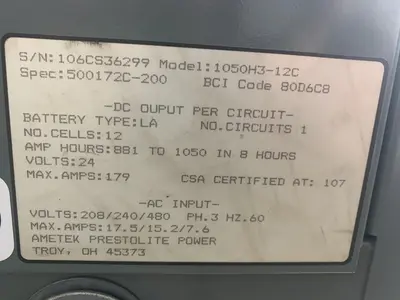 S/N:106CS36299 Model:1050H3-12C
Spec:500172C-200 BCI Code 80D6C8
-DC OUPUT PER CIRCUIT-
BATTERY TYPE:LA NO.CIRCUITS 1
NO.CELLS:12
AMP HOURS:881 TO 1050 IN 8 HOURS
VOLTS:24
MAX.AMPS:179 CSA CERTIFIED AT: 107
-AC INPUT-
VOLTS:208/240/480 PH.3 HZ.60
MAX.AMPS:17.5/15.2/7.6
AMETEK PRESTOLITE POWER
TROY, OH 45373